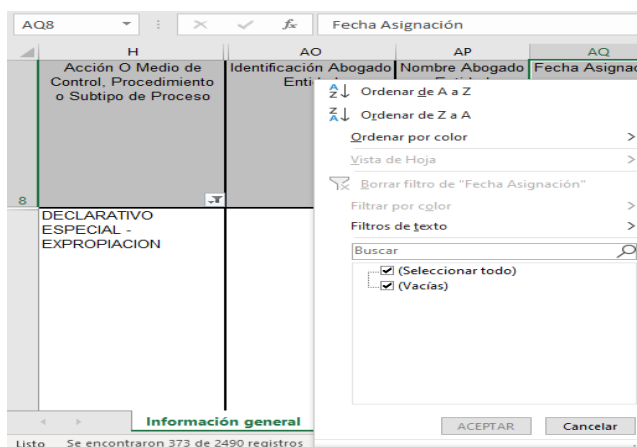 AQ8 fx Fecha Asignación
H AO AP AQ
Acción O Medio de Control, Procedimiento o Subtipo de Proceso
Identificación Abogado
Nombre Abogado
Fecha
8
DECLARATIVO
ESPECIAL -
EXPROPIACION
Ordenar de A a Z
Ordenar de Z a A
Ordenar por color
Vista de Hoja
Borrar filtro de "Fecha Asignación"
Filtrar por color
Filtros de texto
Buscar
(Seleccionar todo)
(Vacías)
ACEPTAR Cancelar
Información general
Listo Se encontraron 373 de 2490 registros